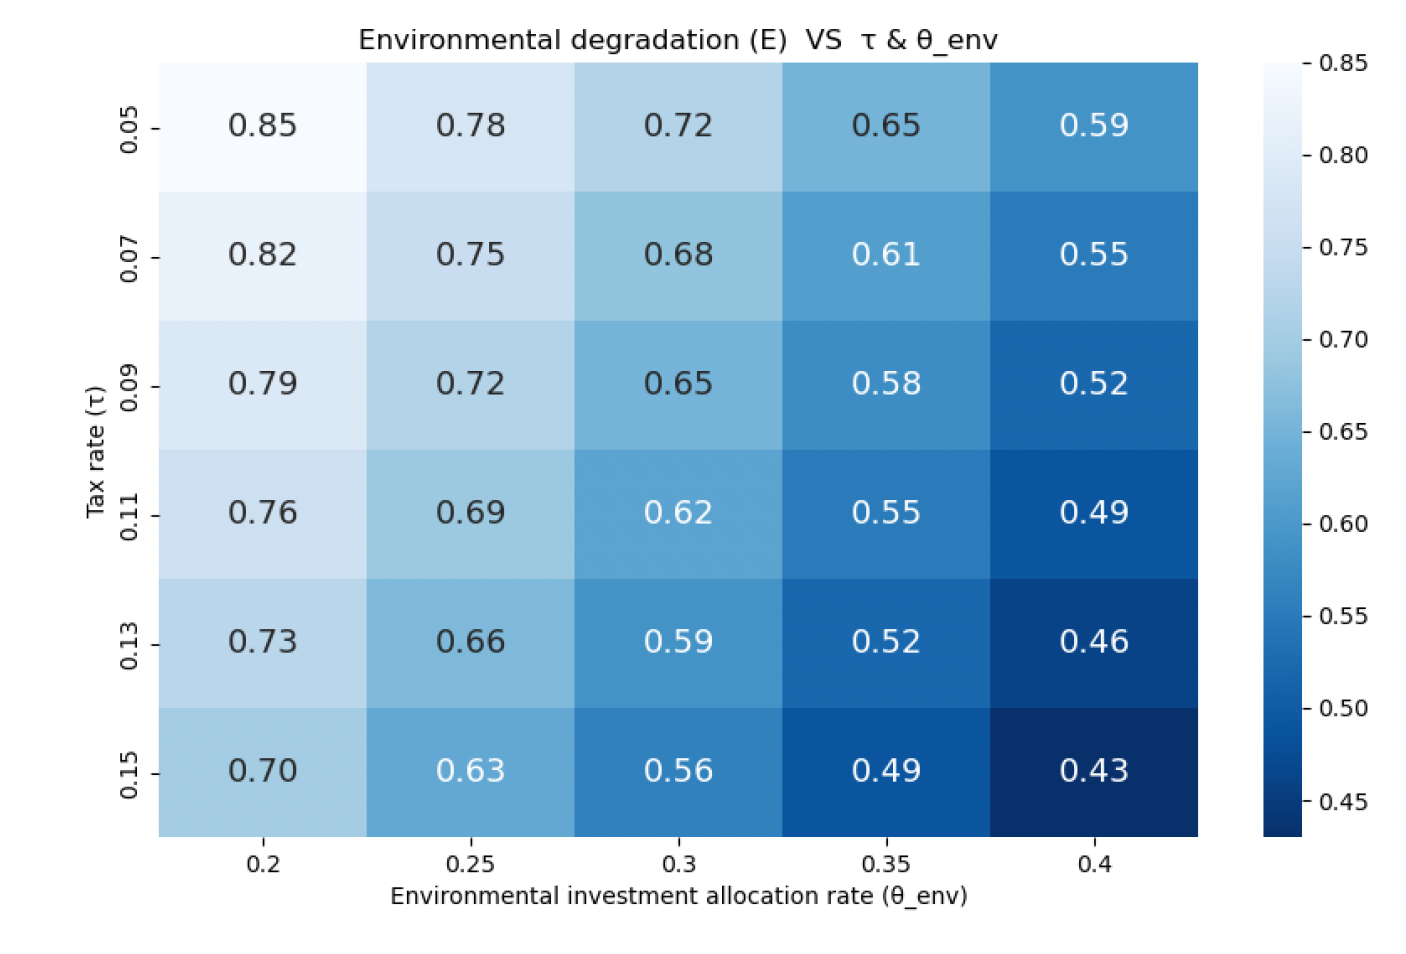 Environmental degradation (E)  VS  τ & θ_env
0.05 0.85 0.78 0.72 0.65 0.59
0.07 0.82 0.75 0.68 0.61 0.55
0.09 0.79 0.72 0.65 0.58 0.52
0.11 0.76 0.69 0.62 0.55 0.49
0.13 0.73 0.66 0.59 0.52 0.46
0.15 0.70 0.63 0.56 0.49 0.43
Tax rate (τ)
0.2 0.25 0.3 0.35 0.4
Environmental investment allocation rate (θ_env)
0.85
0.80
0.75
0.70
0.65
0.60
0.55
0.50
0.45